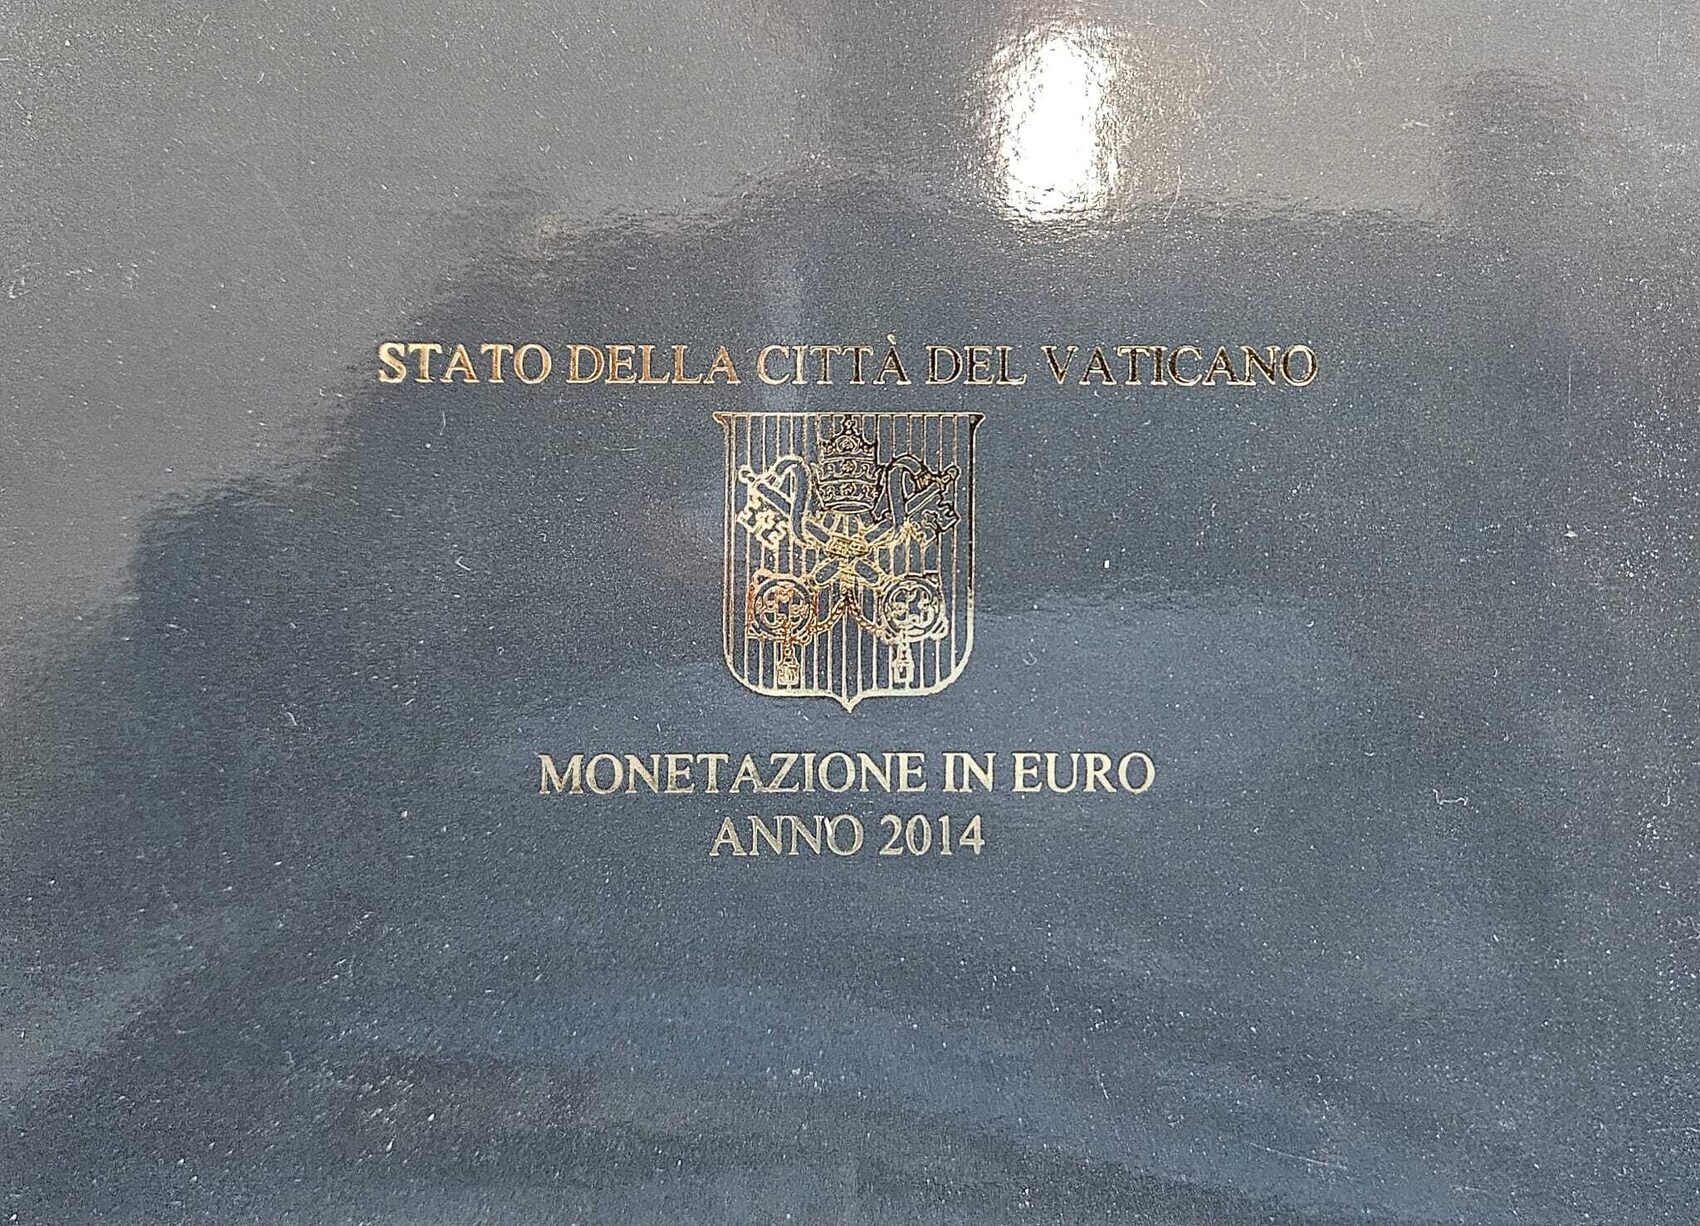 STATO DELLA CITTÀ DEL VATICANO
MONETAZIONE IN EURO
ANNO 2014